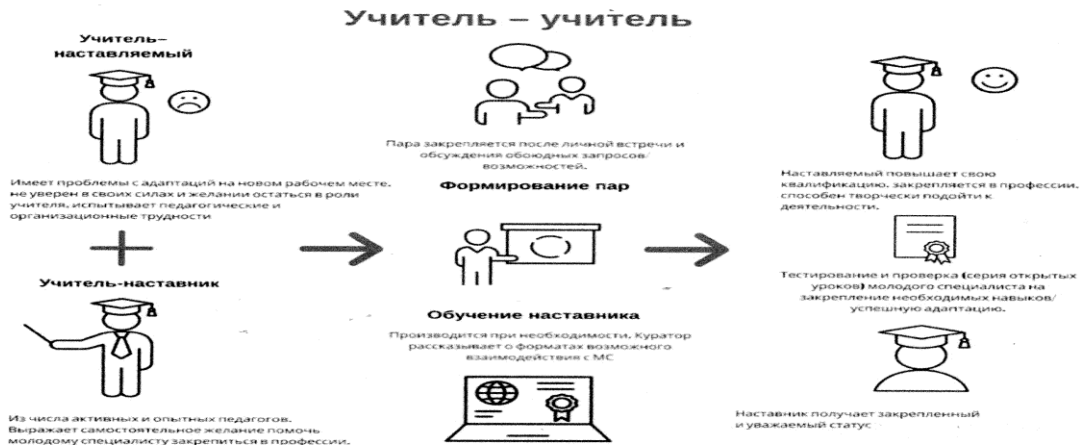 Учитель – учитель
Учитель–
наставляемый
Имеет проблемы с адаптаций на новом рабочем месте,
не уверен в своих силах и желании остаться в роли
учителя, испытывает педагогические и
организационные трудности
Учитель-наставник
Из числа активных и опытных педагогов.
Выражает самостоятельное желание помочь
молодому специалисту закрепиться в профессии.
Пара закрепляется после личной встречи и
обсуждения обоюдных запросов/
возможностей.
Формирование пар
Обучение наставника
Производится при необходимости. Куратор
рассказывает о форматах возможного
взаимодействия с МС
Наставляемый повышает свою
квалификацию, закрепляется в профессии,
способен творчески подойти к
деятельности.
Тестирование и проверка (серия открытых
уроков) молодого специалиста на
закрепление необходимых навыков/
успешную адаптацию.
Наставник получает закрепленный
и уважаемый статус